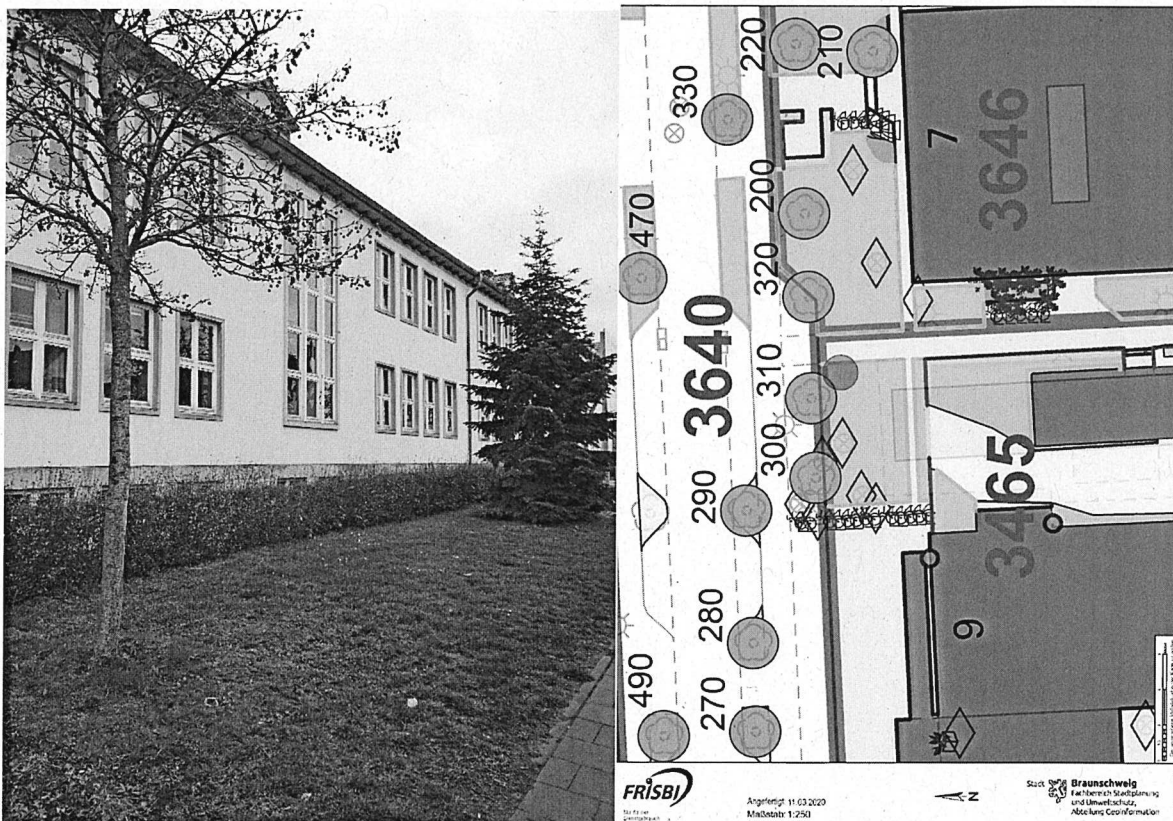 220
210
330
7
3646
200
470
320
3640
310
300
290
3465
280
9
490
270
FRISBI
Angefertigt: 11.03.2020
Maßstab: 1:250
N
Stadt
Braunschweig
Fachbereich Stadtplanung
und Umweltschutz,
Abteilung Geoinformation